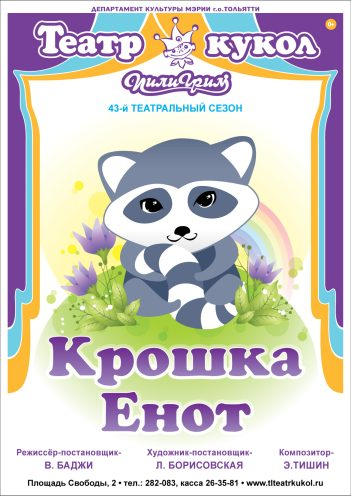 ДЕПАРТАМЕНТ КУЛЬТУРЫ МЭРИИ г.о.ТОЛЬЯТТИ
Театр кукол
0+
Пилигрим
43-й ТЕАТРАЛЬНЫЙ СЕЗОН
Крошка
Енот
Режиссёр-постановщик- Художник-постановщик- Композитор-
В. БАДЖИ Л. БОРИСОВСКАЯ Э.ТИШИН
Площадь Свободы, 2 • тел.: 282-083, касса 26-35-81 • www.tlteatrkukol.ru